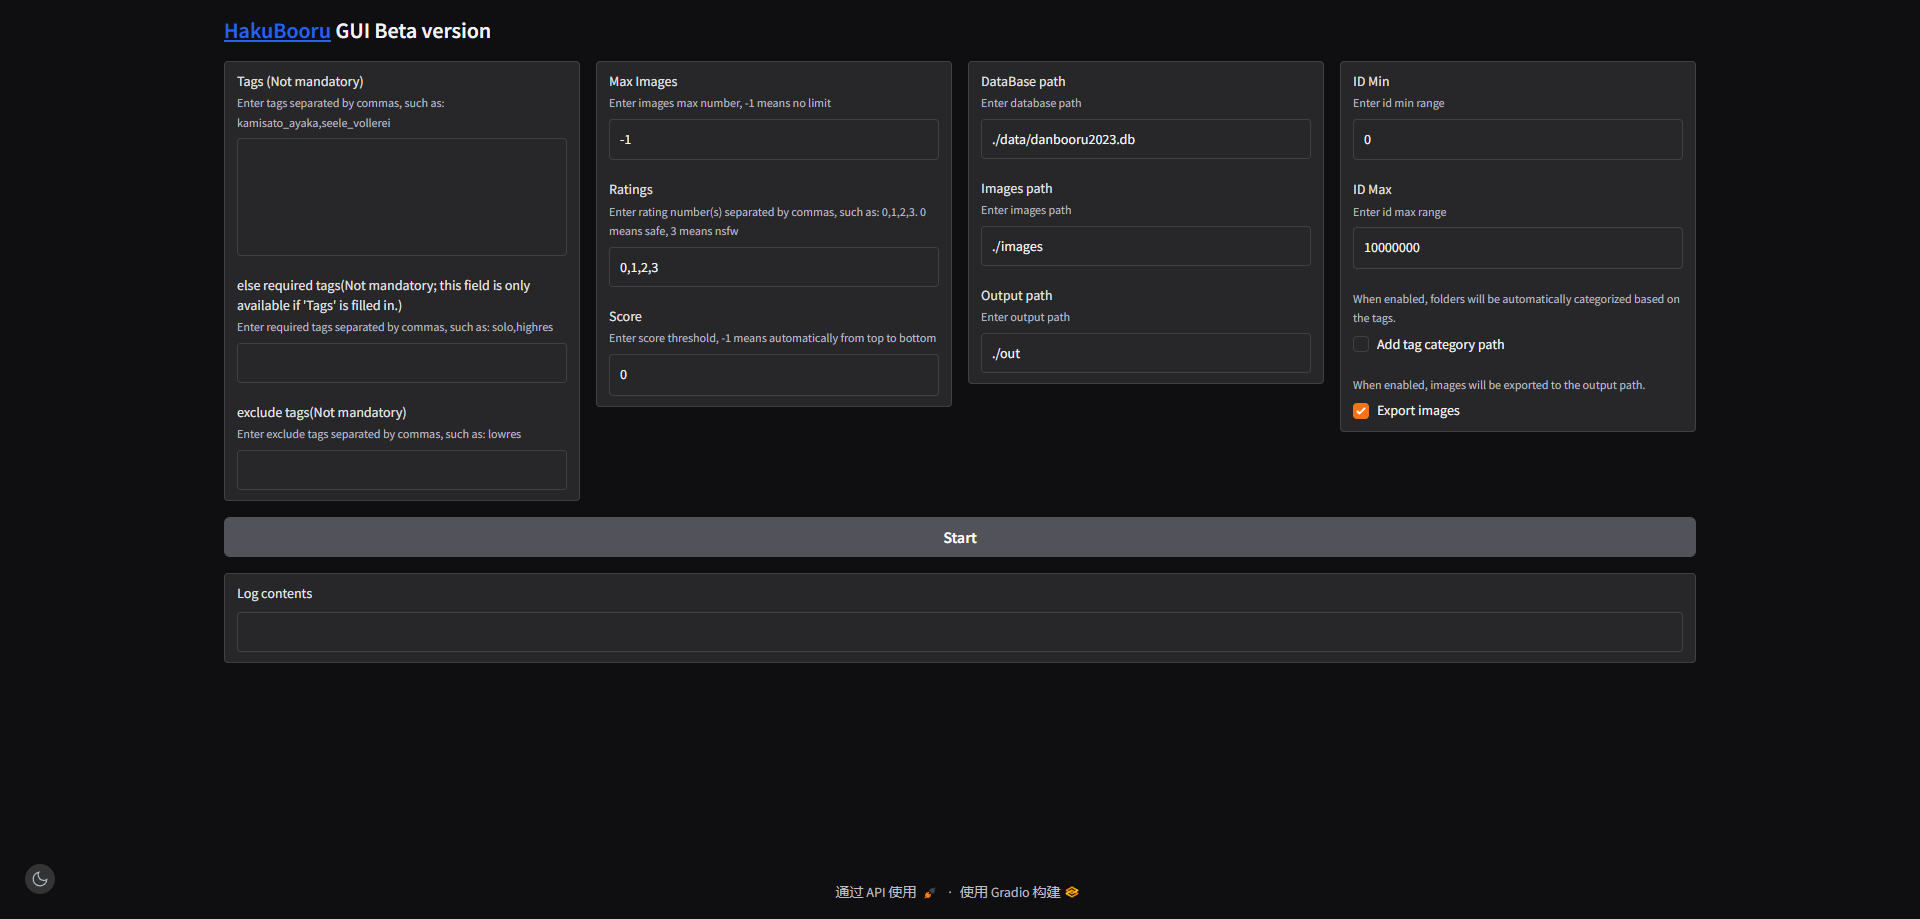 HakuBooru GUI Beta version
Tags (Not mandatory)
Enter tags separated by commas, such as:
kamisato_ayaka,seele_vollerei
else required tags(Not mandatory; this field is only
available if 'Tags' is filled in.)
Enter required tags separated by commas, such as: solo,highres
exclude tags(Not mandatory)
Enter exclude tags separated by commas, such as: lowres
Max Images
Enter images max number, -1 means no limit
-1
Ratings
Enter rating number(s) separated by commas, such as: 0,1,2,3. 0
means safe, 3 means nsfw
0,1,2,3
Score
Enter score threshold, -1 means automatically from top to bottom
0
DataBase path
Enter database path
./data/danbooru2023.db
Images path
Enter images path
./images
Output path
Enter output path
./out
ID Min
Enter id min range
0
ID Max
Enter id max range
10000000
When enabled, folders will be automatically categorized based on
the tags.
Add tag category path
When enabled, images will be exported to the output path.
Export images
Start
Log contents
通过 API 使用 · 使用 Gradio 构建